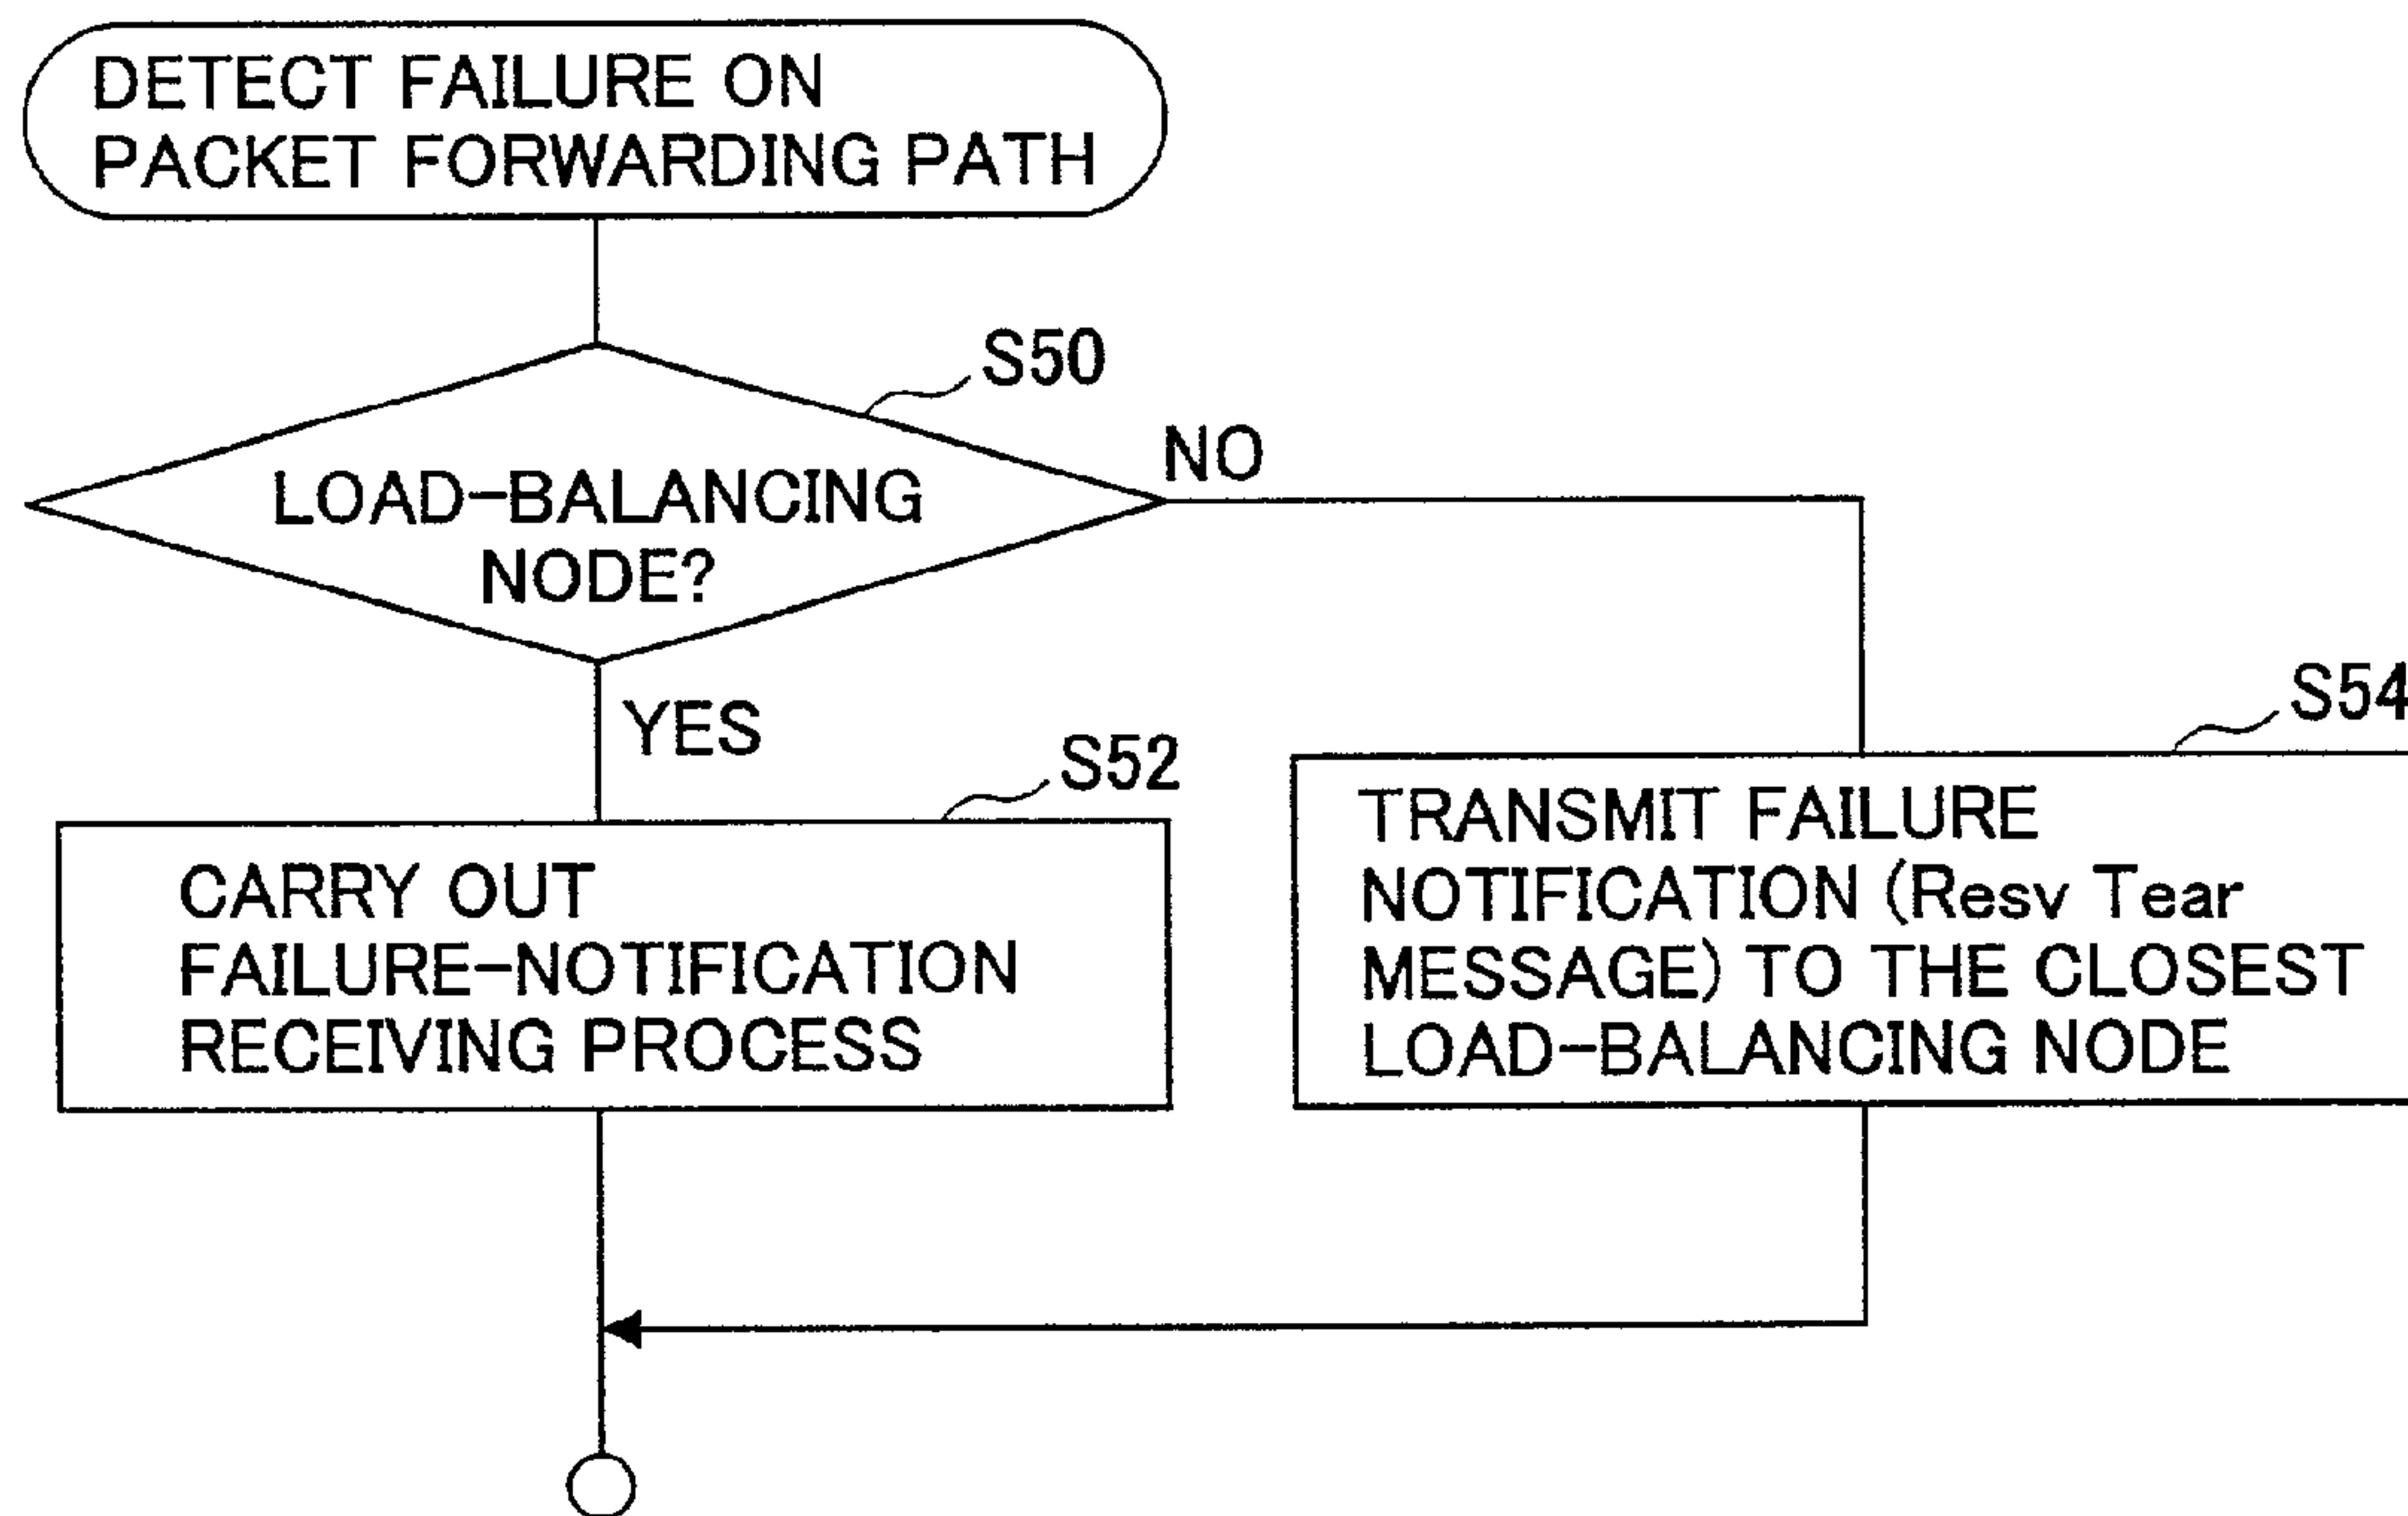 DETECT FAILURE ON
PACKET FORWARDING PATH
S50
NO
LOAD-BALANCING
NODE?
YES
S52
CARRY OUT
FAILURE-NOTIFICATION
RECEIVING PROCESS
S54
TRANSMIT FAILURE
NOTIFICATION (Resv Tear
MESSAGE) TO THE CLOSEST
LOAD-BALANCING NODE